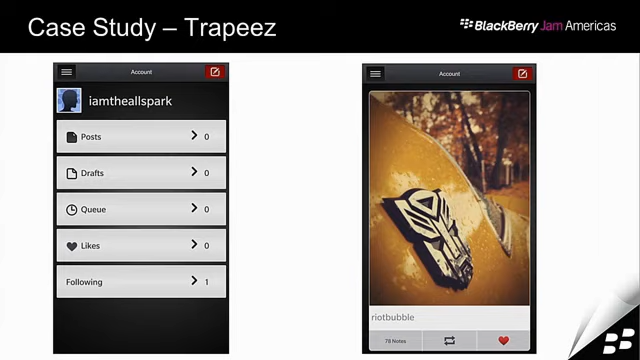 Case Study – Trapeez
BlackBerry Jam Americas
Account
iamtheallspark
Posts 0
Drafts 0
Queue 0
Likes 0
Following 1
Account
riotbubble
78 Notes